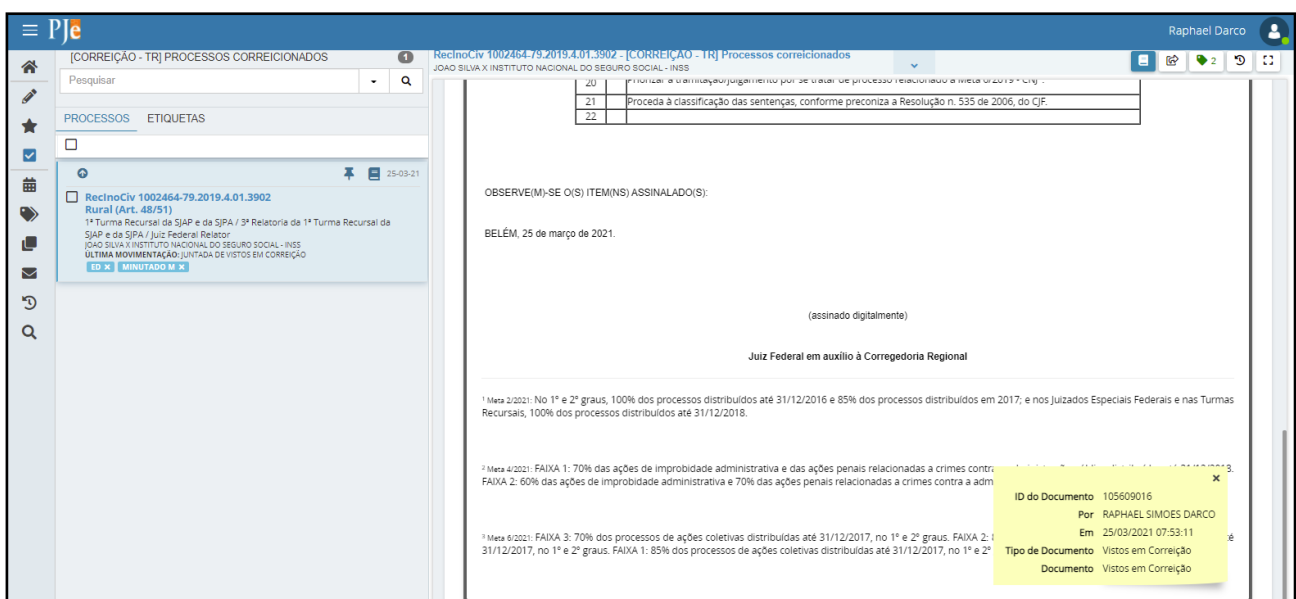 PJe
Raphael Darco
[CORREIÇÃO - TR] PROCESSOS CORREICIONADOS
1
Pesquisar
PROCESSOS ETIQUETAS
25-03-21
RecInoCiv 1002464-79.2019.4.01.3902
Rural (Art. 48/51)
1ª Turma Recursal da SJAP e da SJPA / 3ª Relatoria da 1ª Turma Recursal da
SJAP e da SJPA / Juiz Federal Relator
JOAO SILVA X INSTITUTO NACIONAL DO SEGURO SOCIAL - INSS
ÚLTIMA MOVIMENTAÇÃO: JUNTADA DE VISTOS EM CORREIÇÃO
ED × MINUTADO M ×
RecInoCiv 1002464-79.2019.4.01.3902 - [CORREIÇÃO - TR] Processos correicionados
JOAO SILVA X INSTITUTO NACIONAL DO SEGURO SOCIAL - INSS
2
20 Priorizar a tramitação/julgamento por se tratar de processo relacionado à Meta 6/2019 - CNJ .
21 Proceda à classificação das sentenças, conforme preconiza a Resolução n. 535 de 2006, do CJF.
22
OBSERVE(M)-SE O(S) ITEM(NS) ASSINALADO(S):
BELÉM, 25 de março de 2021.
(assinado digitalmente)
Juiz Federal em auxílio à Corregedoria Regional
¹ Meta 2/2021: No 1º e 2º graus, 100% dos processos distribuídos até 31/12/2016 e 85% dos processos distribuídos em 2017; e nos Juizados Especiais Federais e nas Turmas
Recursais, 100% dos processos distribuídos até 31/12/2018.
² Meta 4/2021: FAIXA 1: 70% das ações de improbidade administrativa e das ações penais relacionadas a crimes contra
FAIXA 2: 60% das ações de improbidade administrativa e 70% das ações penais relacionadas a crimes contra a adm
³ Meta 6/2021: FAIXA 3: 70% dos processos de ações coletivas distribuídas até 31/12/2017, no 1º e 2º graus. FAIXA 2:
31/12/2017, no 1º e 2º graus. FAIXA 1: 85% dos processos de ações coletivas distribuídas até 31/12/2017, no 1º e 2º
×
ID do Documento 105609016
Por RAPHAEL SIMOES DARCO
Em 25/03/2021 07:53:11
Tipo de Documento Vistos em Correição
Documento Vistos em Correição